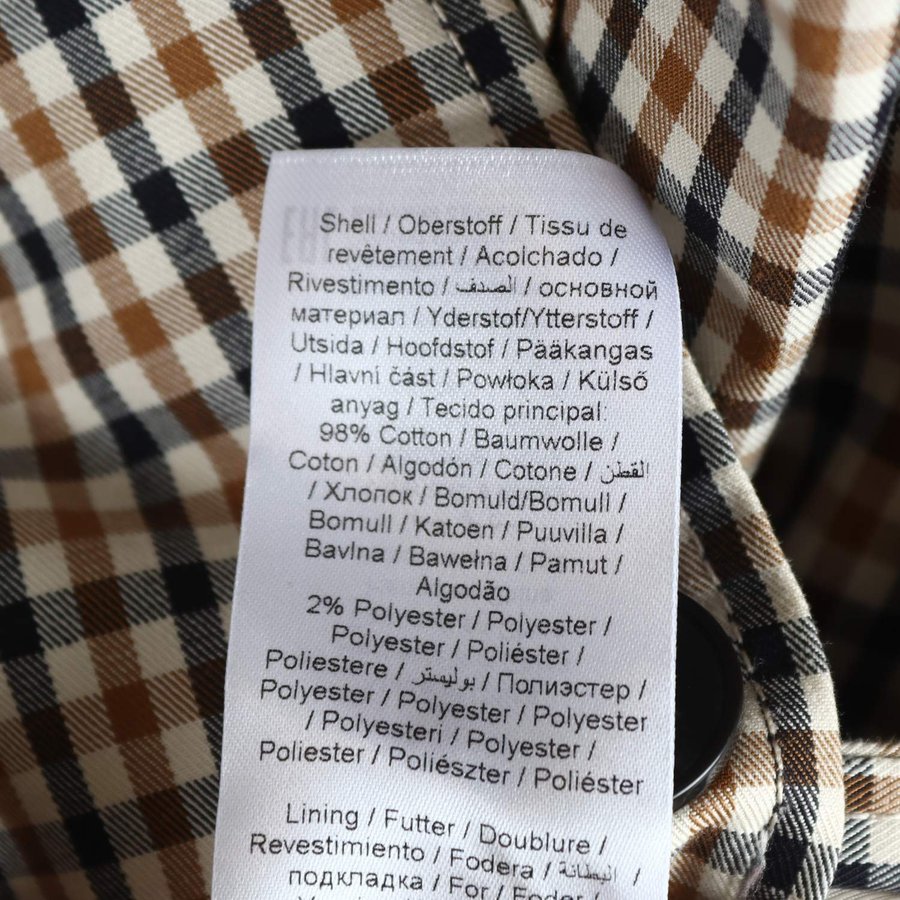 Shell / Oberstoff / Tissu de
revêtement / Acolchado /
Rivestimento / الصدف / основной
материал / Yderstof/Ytterstoff /
Utsida / Hoofdstof / Pääkangas
/ Hlavní část / Powłoka / Külső
anyag / Tecido principal:
98% Cotton / Baumwolle /
Coton / Algodón / Cotone / القطن
/ Хлопок / Bomuld/Bomull /
Bomull / Katoen / Puuvilla /
Bavlna / Bawełna / Pamut /
Algodão
2% Polyester / Polyester /
Polyester / Poliéster /
Poliestere / بوليستر / Полиэстер /
Polyester / Polyester / Polyester
/ Polyesteri / Polyester /
Poliester / Poliészter / Poliéster
Lining / Futter / Doublure /
Revestimiento / Fodera / البطانة /
подкладка / For / Foder /